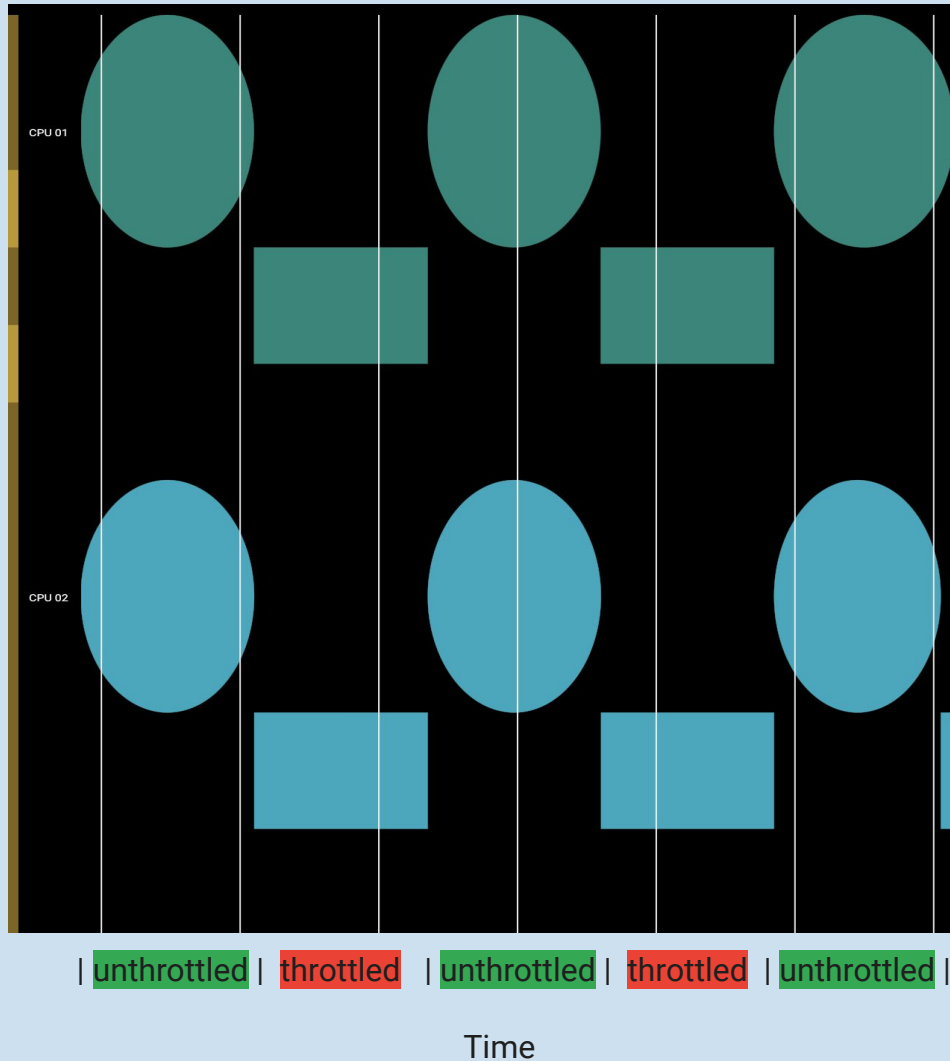 CPU 01
CPU 02
| unthrottled | throttled | unthrottled | throttled | unthrottled |
Time